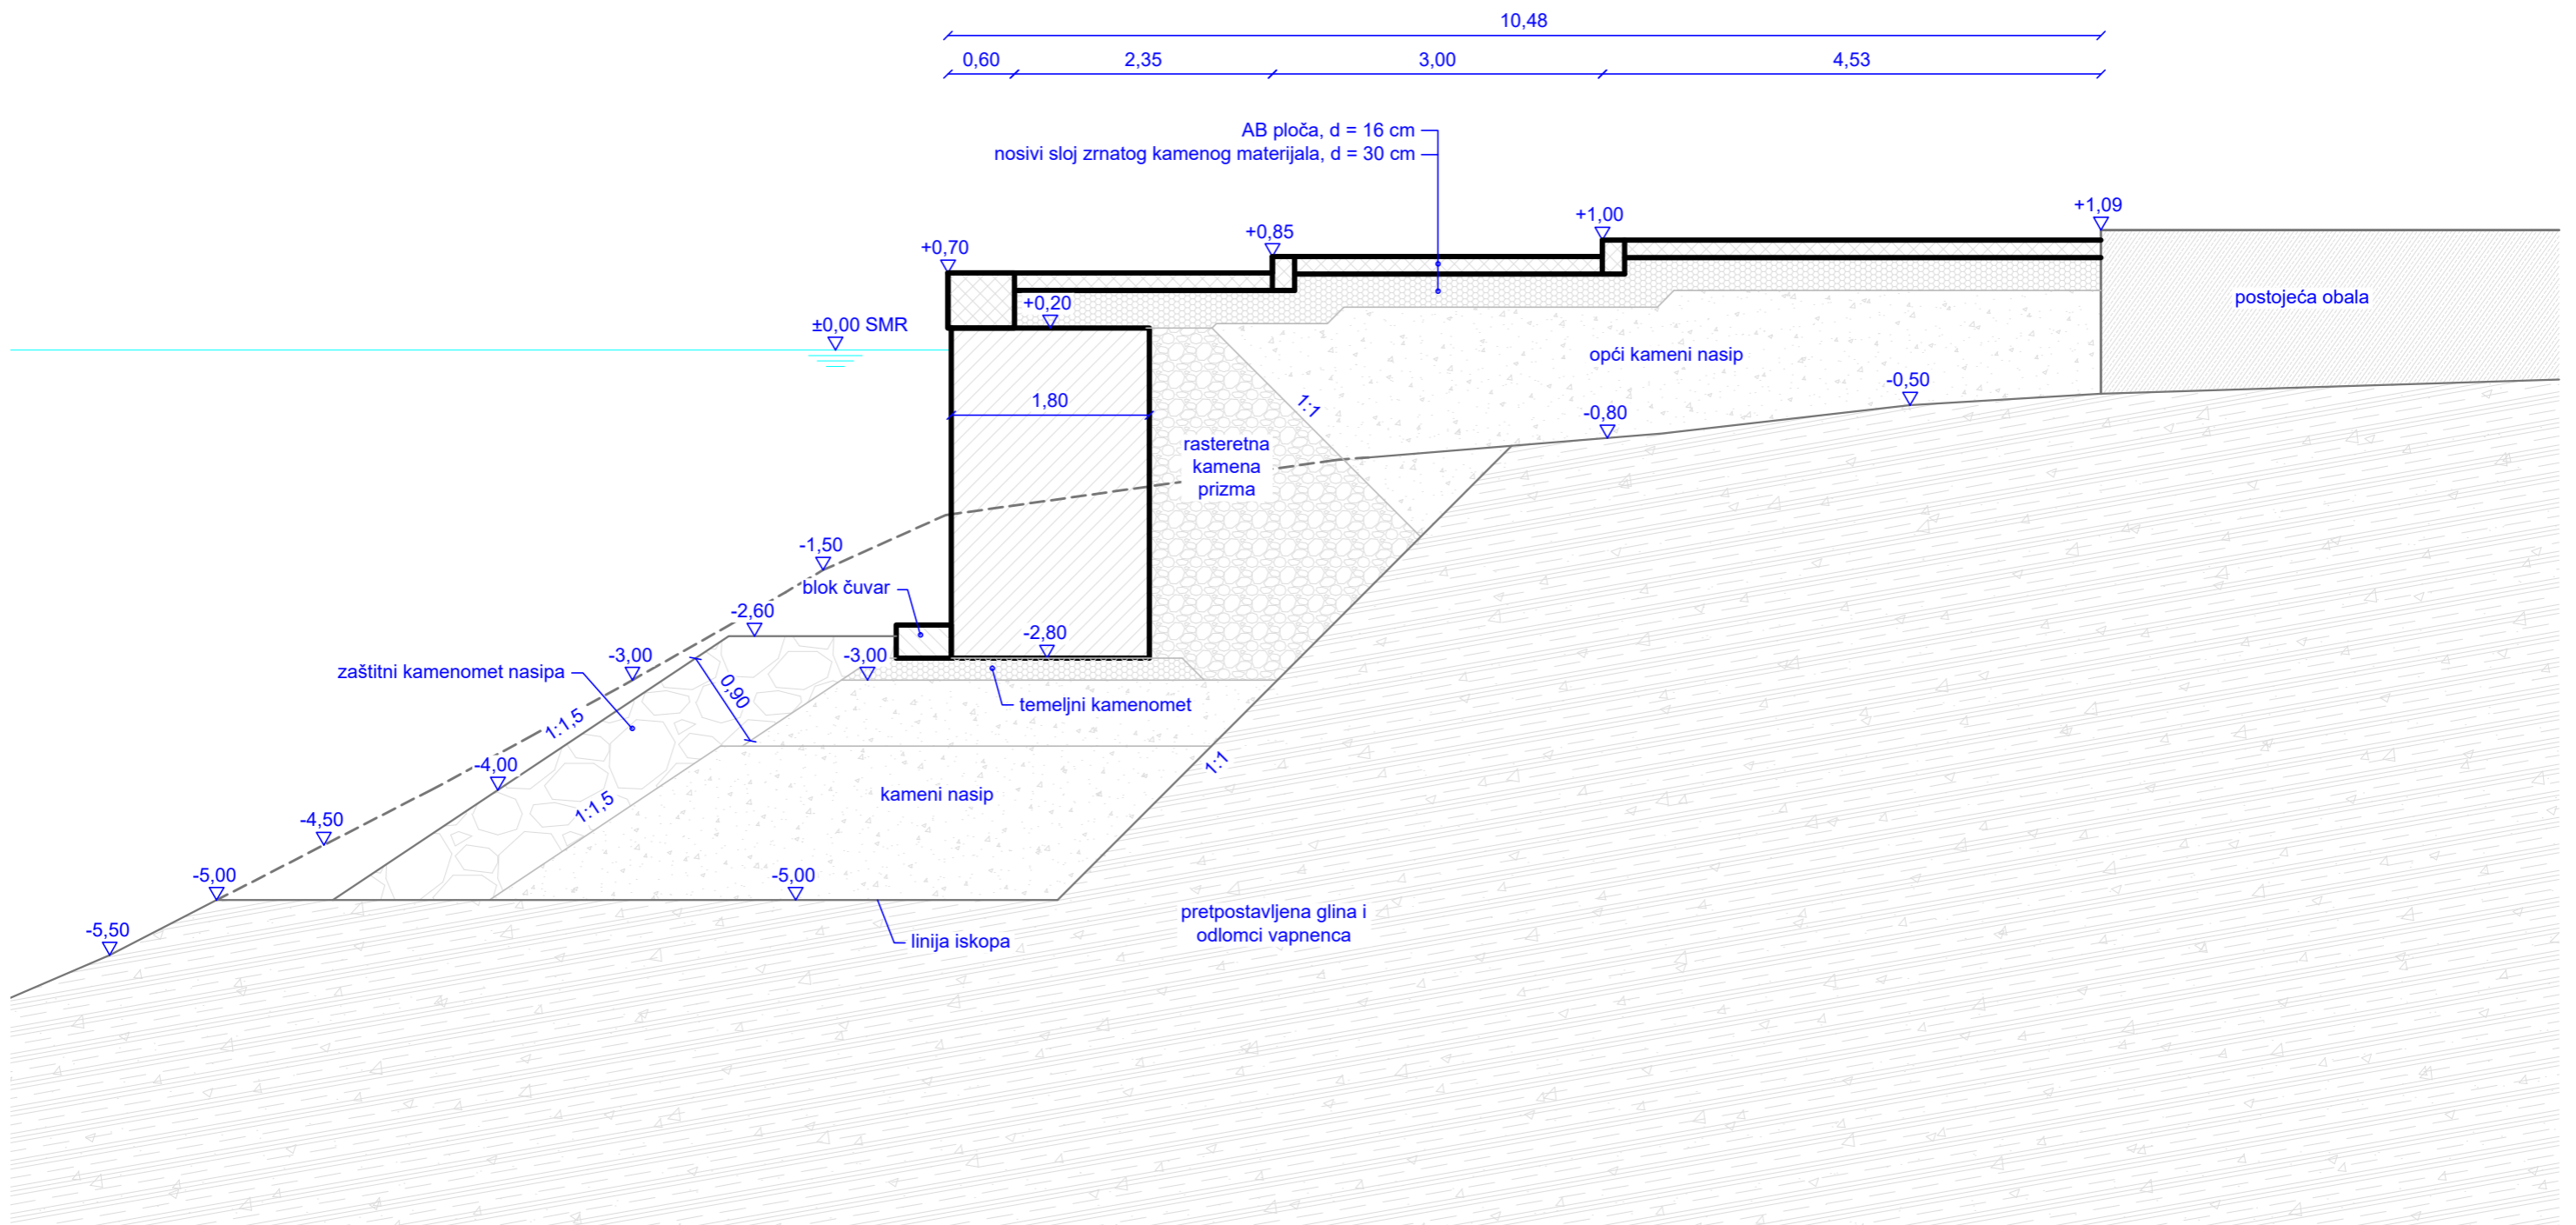 10,48
0,60
2,35
3,00
4,53
AB ploča, d = 16 cm
nosivi sloj zrnatog kamenog materijala, d = 30 cm
+1,09
+1,00
+0,85
+0,70
+0,20
±0,00 SMR
postojeća obala
opći kameni nasip
-0,50
1,80
1:1
-0,80
rasteretna
kamena
prizma
-1,50
blok čuvar
-2,60
-2,80
-3,00
-3,00
zaštitni kamenomet nasipa
0,90
temeljni kamenomet
1:1,5
-4,00
1:1
kameni nasip
1:1,5
-4,50
-5,00
-5,00
pretpostavljena glina i
odlomci vapnenca
-5,50
linija iskopa